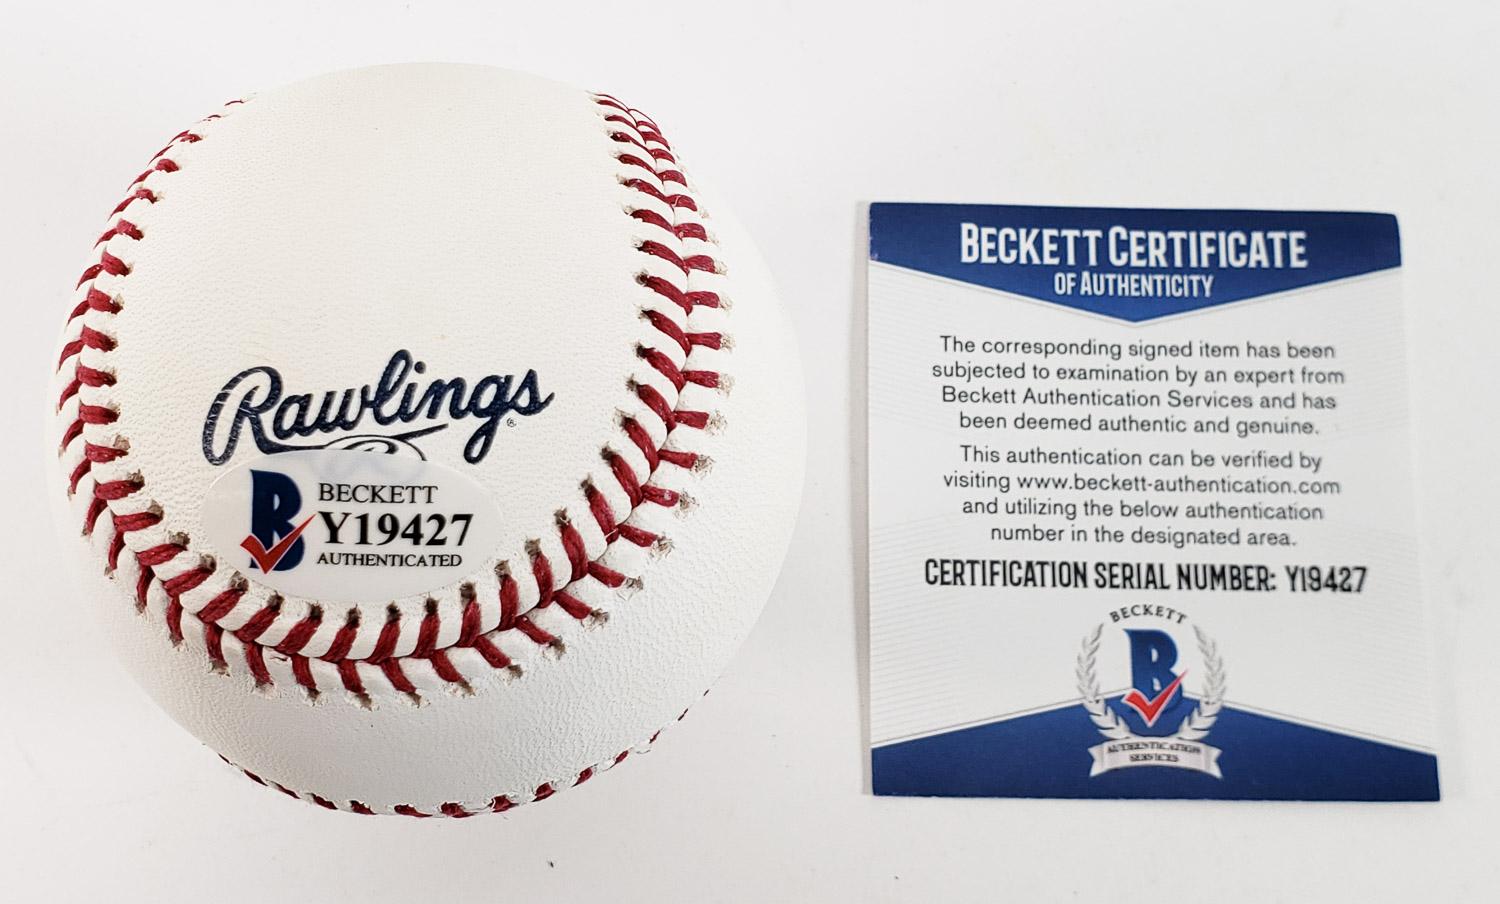 Rawlings
®
BECKETT
Y19427
AUTHENTICATED
BECKETT CERTIFICATE
OF AUTHENTICITY
The corresponding signed item has been
subjected to examination by an expert from
Beckett Authentication Services and has
been deemed authentic and genuine.
This authentication can be verified by
visiting www.beckett-authentication.com
and utilizing the below authentication
number in the designated area.
CERTIFICATION SERIAL NUMBER: Y19427
BECKETT
B
AUTHENTICATION
SERVICES